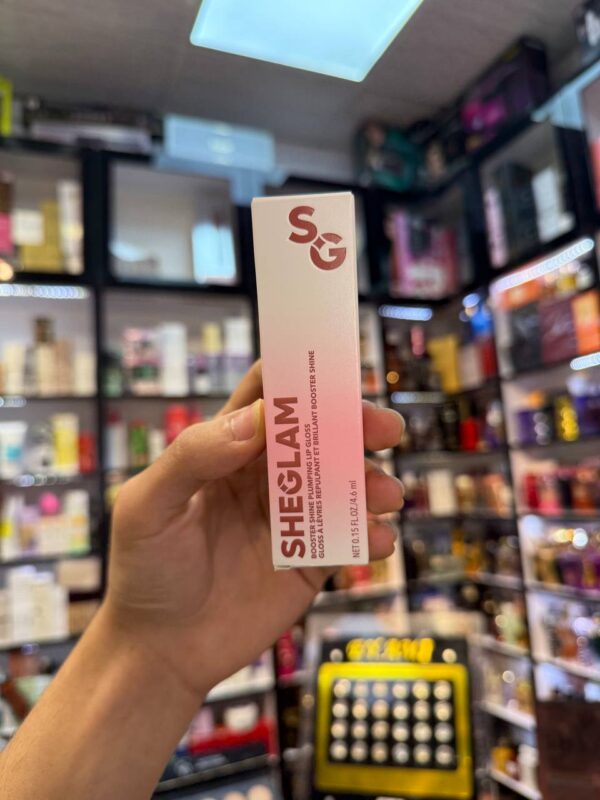 SG
SHEGLAM
BOOSTER SHINE PLUMPING LIP GLOSS
GLOSS À LÈVRES REPULPANT ET BRILLANT BOOSTER SHINE
NET 0.15 FL OZ/4.6 ml